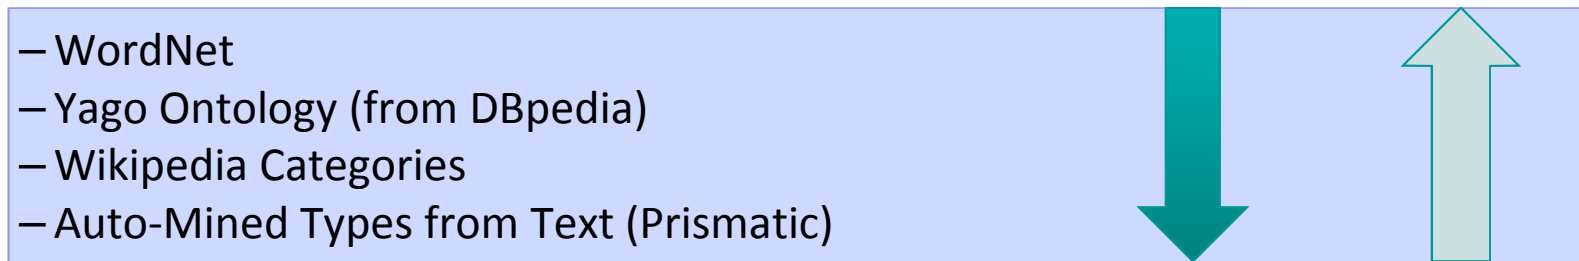 – WordNet
– Yago Ontology (from DBpedia)
– Wikipedia Categories
– Auto-Mined Types from Text (Prismatic)